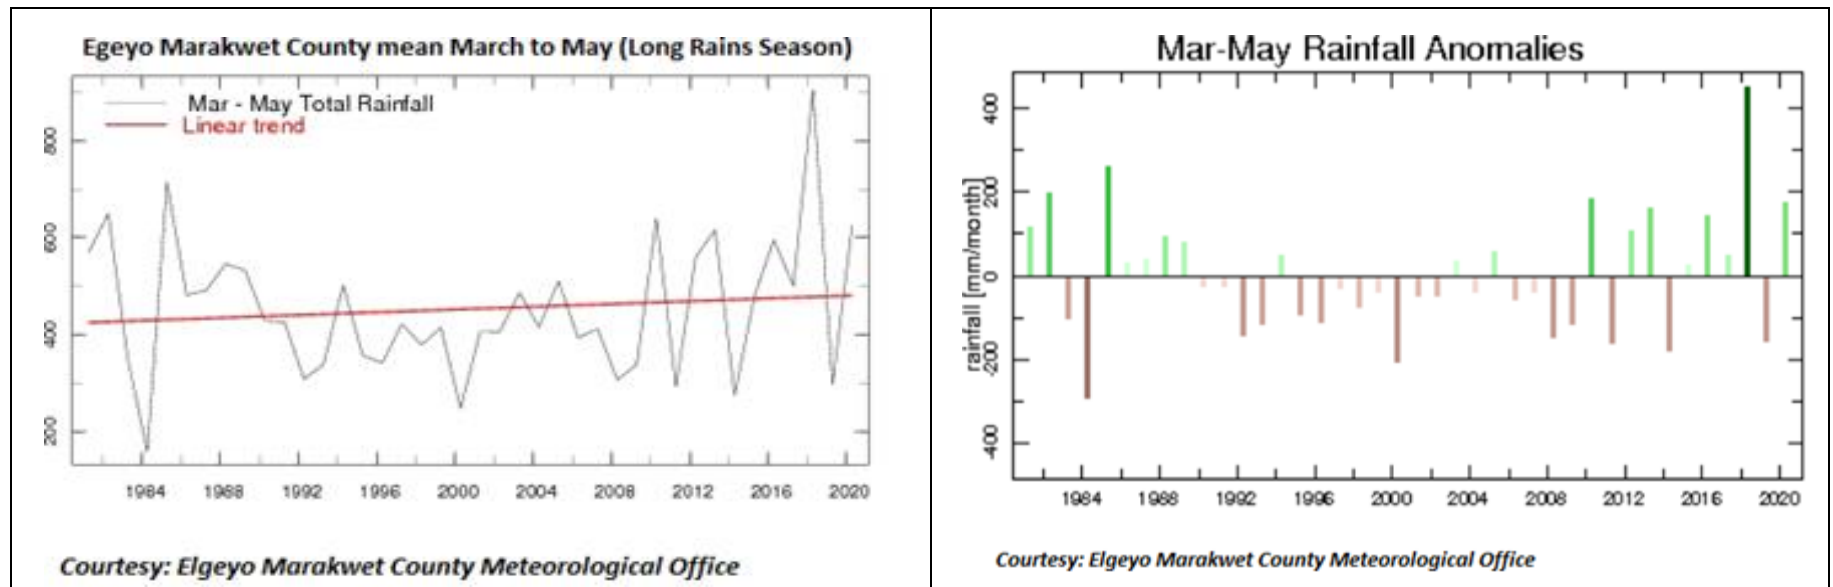 Egeyo Marakwet County mean March to May (Long Rains Season)
Mar - May Total Rainfall
Linear trend
800
600
400
200
1984 1988 1992 1996 2000 2004 2008 2012 2016 2020
Courtesy: Elgeyo Marakwet County Meteorological Office
Mar-May Rainfall Anomalies
rainfall [mm/month]
400
200
0
-200
-400
1984 1988 1992 1996 2000 2004 2008 2012 2016 2020
Courtesy: Elgeyo Marakwet County Meteorological Office